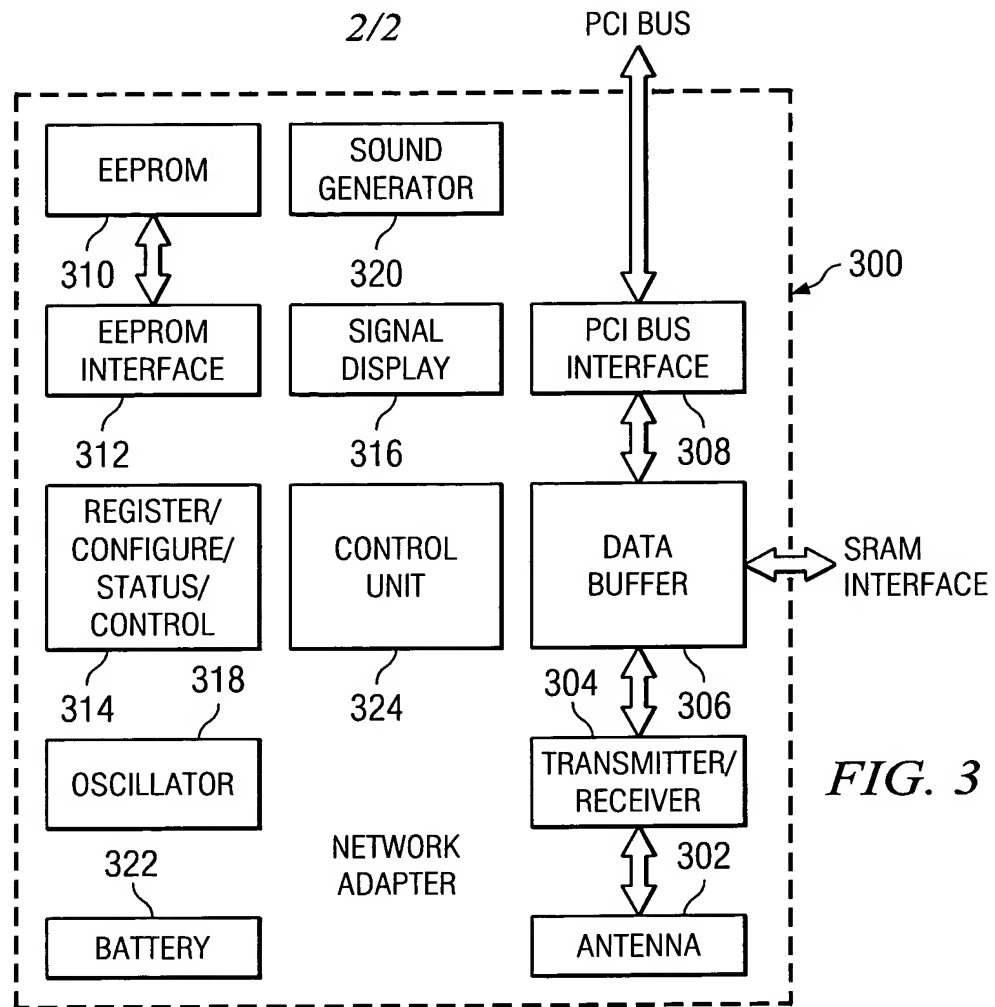 2/2
PCI BUS
EEPROM
310
SOUND
GENERATOR
320
300
EEPROM
INTERFACE
312
SIGNAL
DISPLAY
316
PCI BUS
INTERFACE
308
REGISTER/
CONFIGURE/
STATUS/
CONTROL
314
CONTROL
UNIT
324
DATA
BUFFER
306
SRAM
INTERFACE
318
OSCILLATOR
304
TRANSMITTER/
RECEIVER
FIG. 3
322
BATTERY
NETWORK
ADAPTER
302
ANTENNA